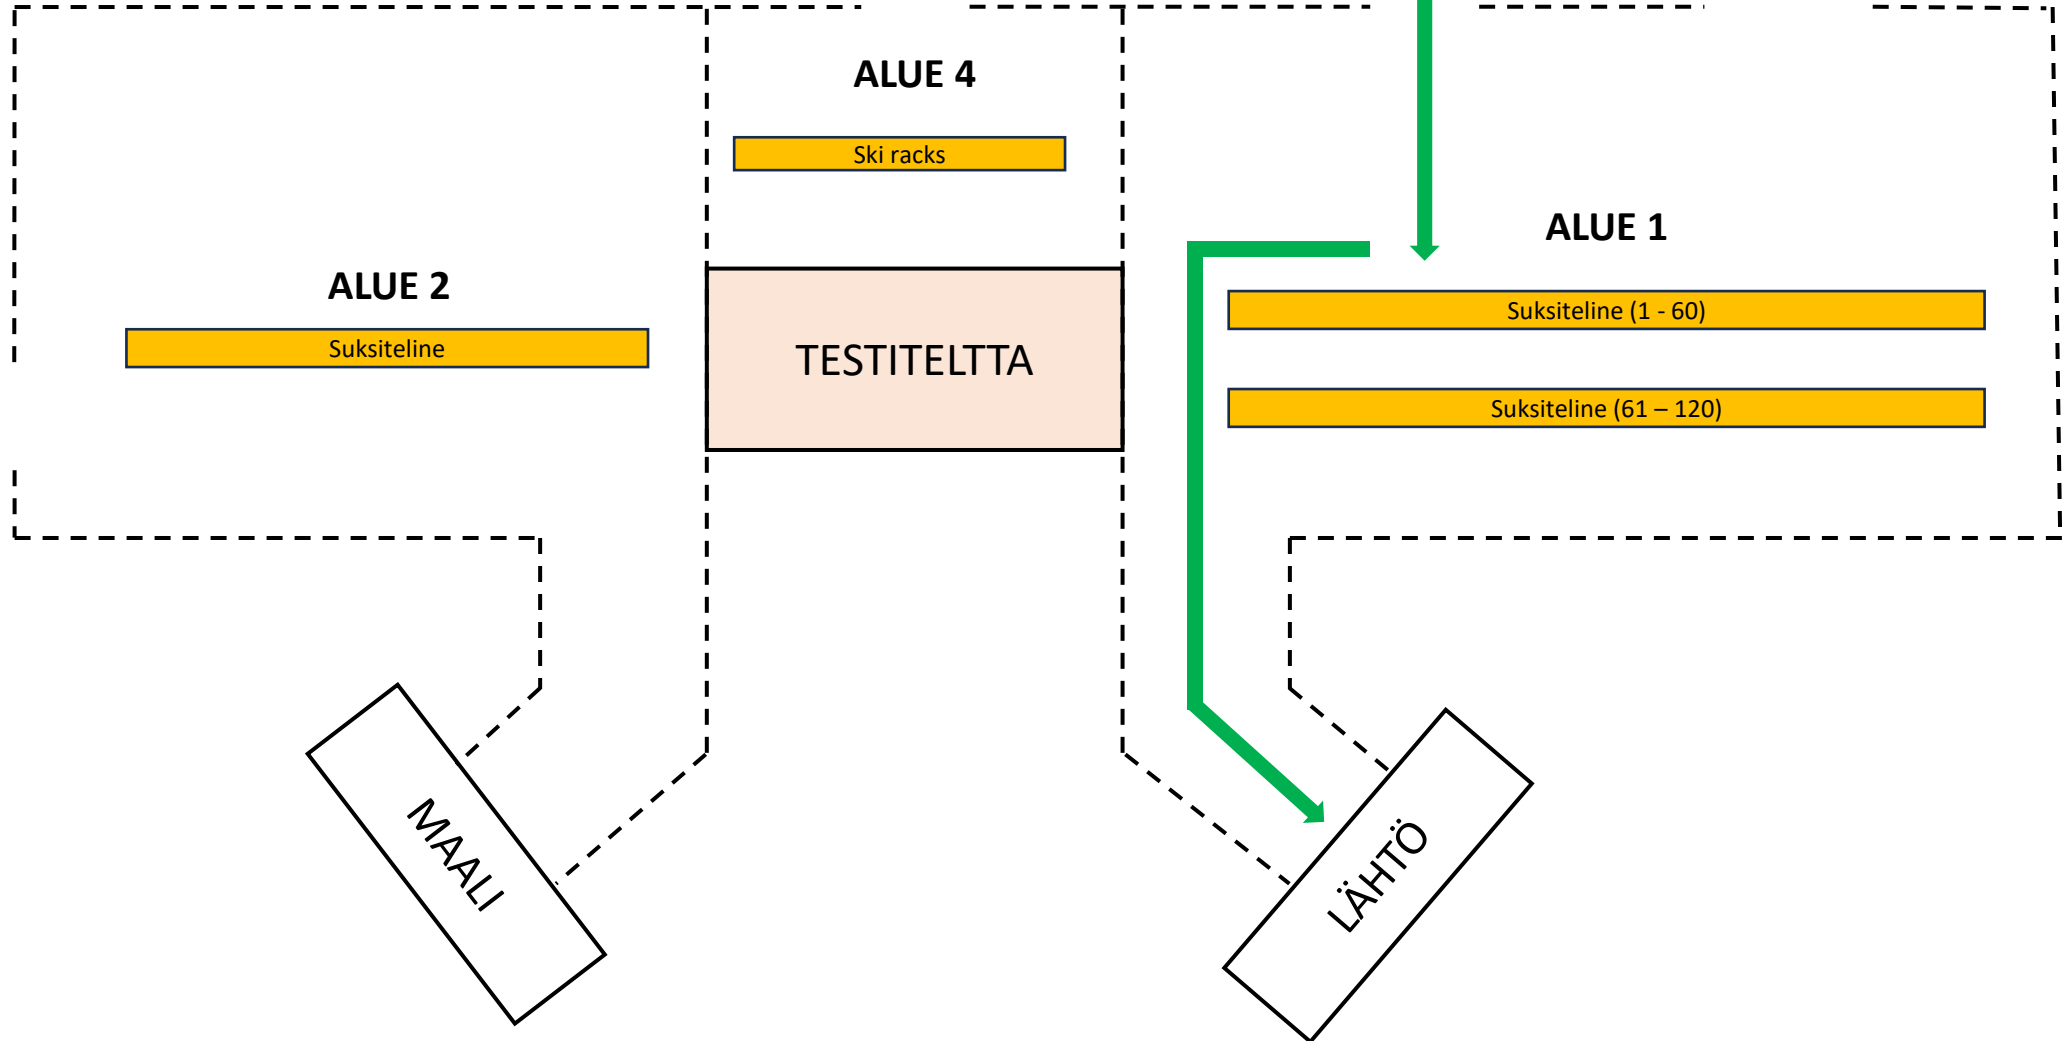 ALUE 4
Ski racks
ALUE 1
ALUE 2
Suksiteline (1 - 60)
Suksiteline
TESTITELTTA
Suksiteline (61 – 120)
MAALI
LÄHTÖ